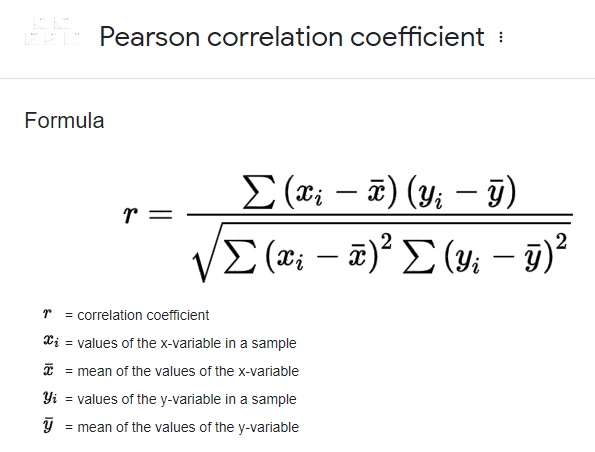 Pearson correlation coefficient
Formula
r = ∑ (xᵢ − x̄) (yᵢ − ȳ) / √(∑ (xᵢ − x̄)² ∑ (yᵢ − ȳ)²)
r = correlation coefficient
xᵢ = values of the x-variable in a sample
x̄ = mean of the values of the x-variable
yᵢ = values of the y-variable in a sample
ȳ = mean of the values of the y-variable